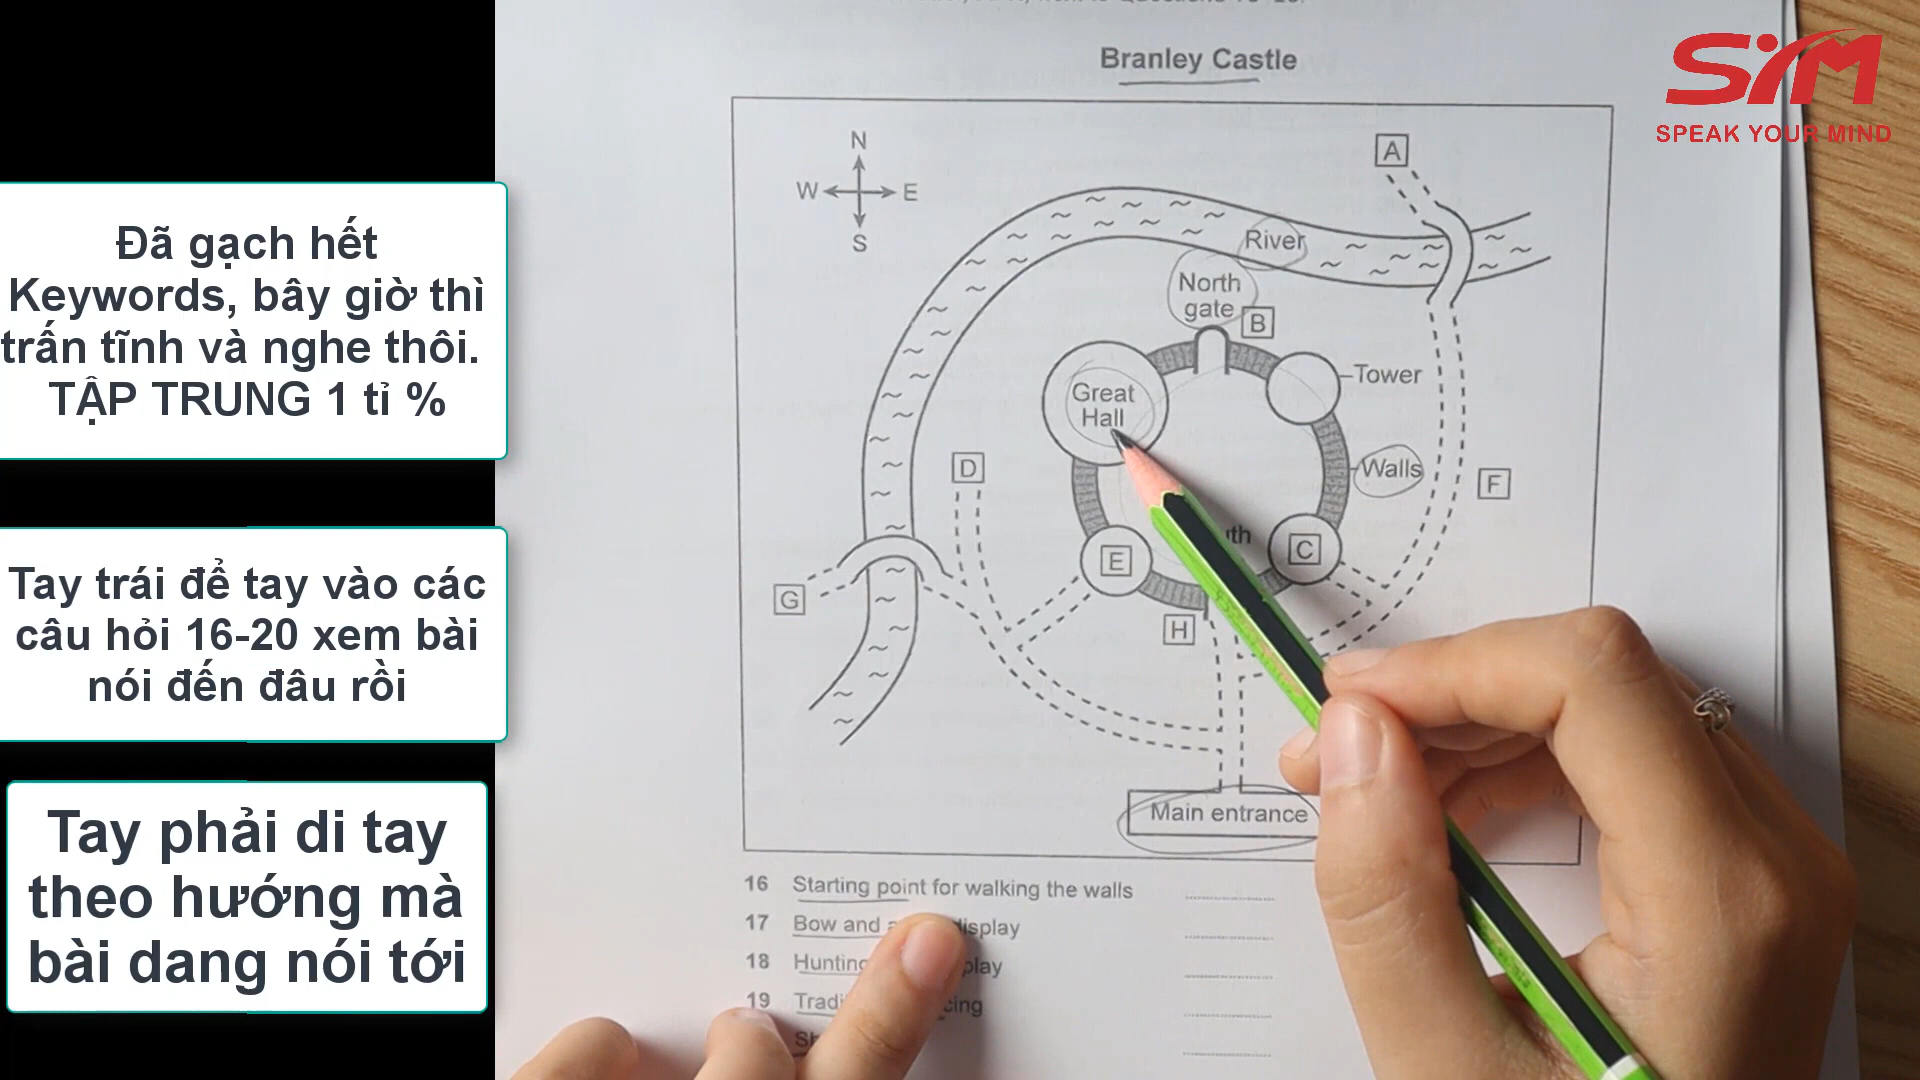 Branley Castle
SIM
SPEAK YOUR MIND
N
W
E
S
A
River
North
gate
B
Tower
Great
Hall
Walls
D
F
E
C
G
H
Main entrance
16 Starting point for walking the walls
17 Bow and display
18 Hunting
19
Đã gạch hết
Keywords, bây giờ thì
trấn tĩnh và nghe thôi.
TẬP TRUNG 1 tỉ %
Tay trái để tay vào các
câu hỏi 16-20 xem bài
nói đến đâu rồi
Tay phải di tay
theo hướng mà
bài dang nói tới